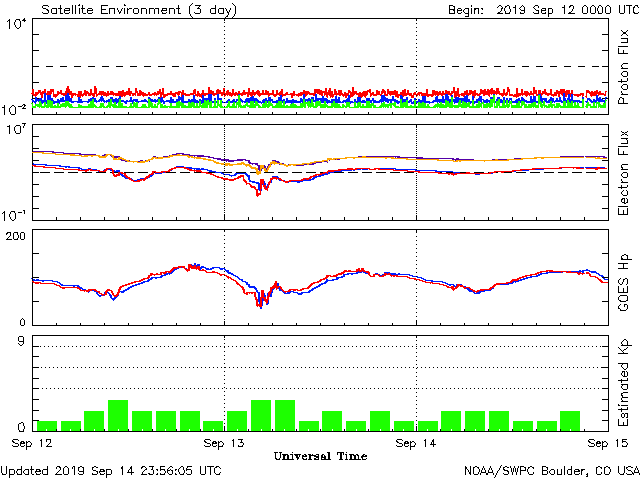 Satellite Environment (3 day) Begin: 2019 Sep 12 0000 UTC
10^4
10^-2
Proton Flux
10^7
10^-1
Electron Flux
200
0
GOES Hp
9
0
Estimated Kp
Sep 12 Sep 13 Sep 14 Sep 15
Universal Time
Updated 2019 Sep 14 23:56:05 UTC NOAA/SWPC Boulder, CO USA